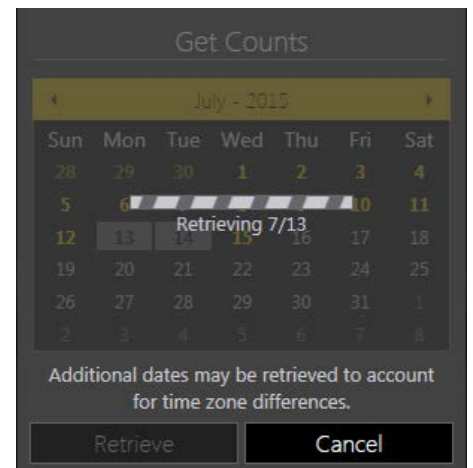 Get Counts
July - 2015
Sun Mon Tue Wed Thu Fri Sat
28 29 30 1 2 3 4
5 6 10 11
Retrieving 7/13
12 13 14 15 16 17 18
19 20 21 22 23 24 25
26 27 28 29 30 31 1
2 3 4 5 6 7 8
Additional dates may be retrieved to account
for time zone differences.
Retrieve Cancel